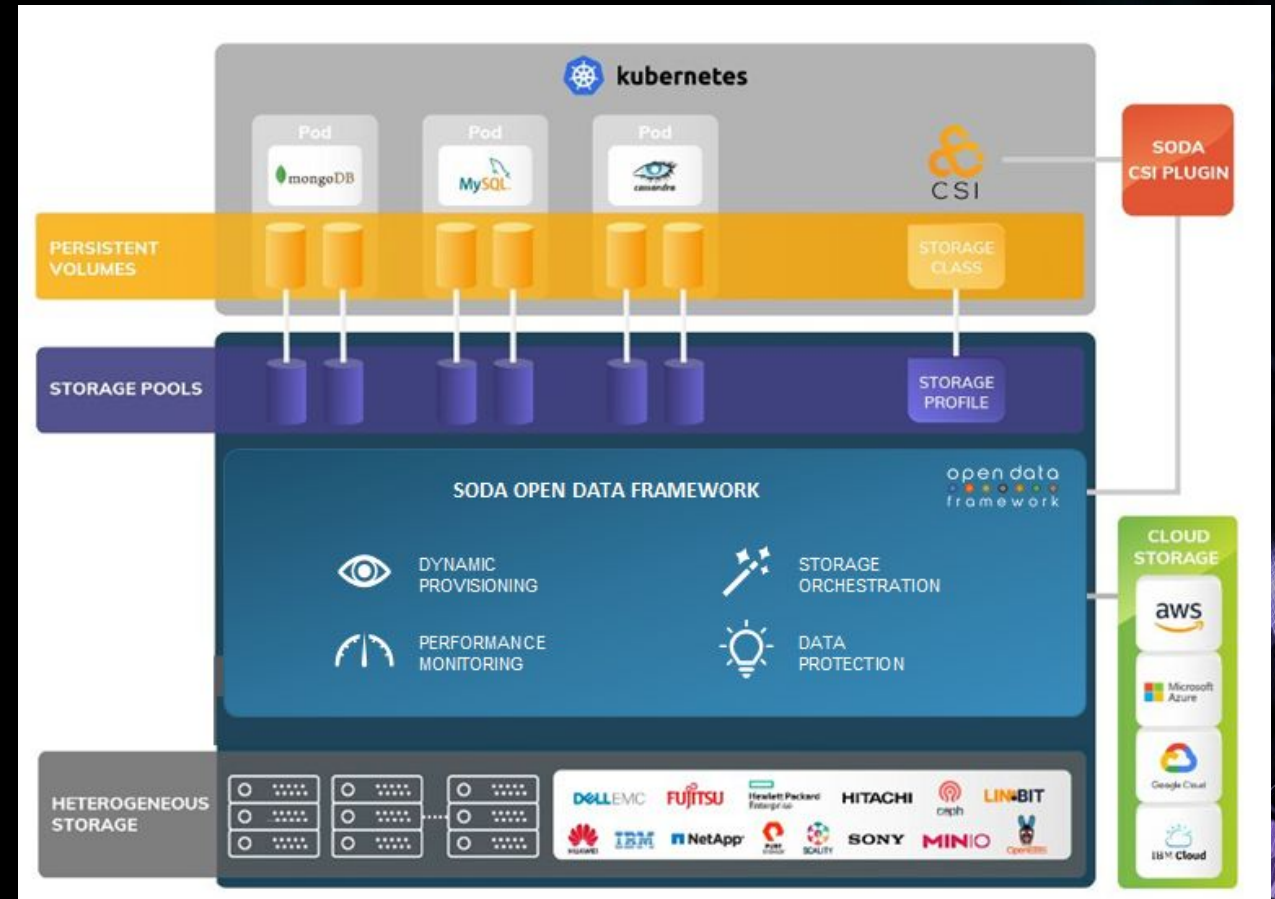 kubernetes
Pod
Pod
Pod
mongoDB
MySQL
cassandra
CSI
SODA
CSI PLUGIN
PERSISTENT
VOLUMES
STORAGE
CLASS
STORAGE POOLS
STORAGE
PROFILE
SODA OPEN DATA FRAMEWORK
open data
framework
DYNAMIC
PROVISIONING
STORAGE
ORCHESTRATION
PERFORMANCE
MONITORING
DATA
PROTECTION
CLOUD
STORAGE
aws
Microsoft
Azure
Google Cloud
IBM Cloud
HETEROGENEOUS
STORAGE
DELLEMC
FUJITSU
Hewlett Packard
Enterprise
HITACHI
ceph
LINBIT
HUAWEI
IBM
NetApp
PURE
SCALITY
SONY
MINIO
OpenEBS